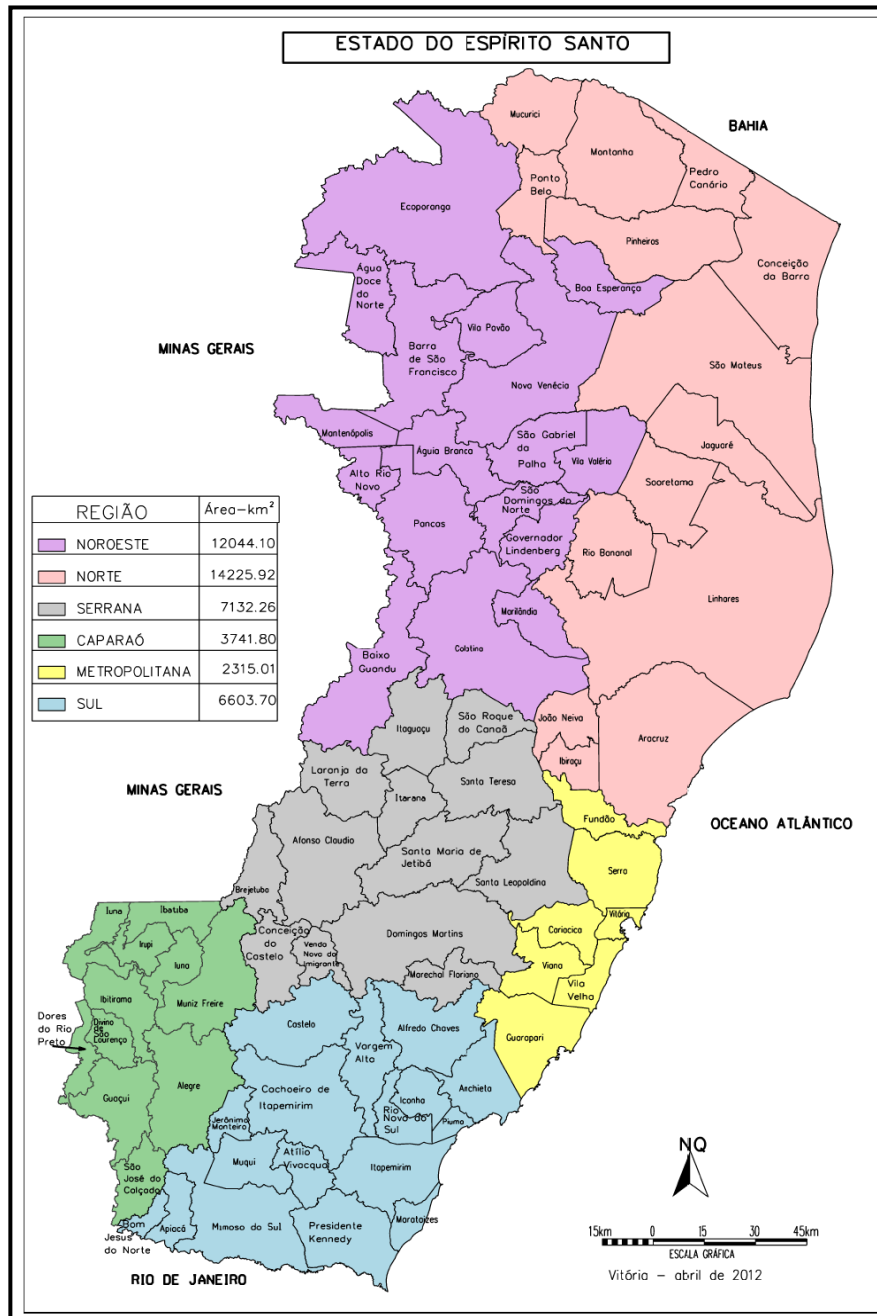 ESTADO DO ESPÍRITO SANTO
BAHIA
Mucurici
Montanha
Pedro
Canário
Ponto
Belo
Ecoporanga
Pinheiros
Conceição
da Barra
Água
Doce
do
Norte
Boa Esperança
Vila Pavão
MINAS GERAIS
Barra
de São
Francisco
São Mateus
Nova Venécia
Mantenópolis
São Gabriel
da
Palha
Águia Branca
Jaguaré
Vila Valério
Alto Rio
Novo
Sooretama
São
Domingos do
Norte
Pancas
Governador
Lindenberg
Rio Bananal
Linhares
Marilândia
Colatina
Baixo
Guandu
REGIÃO Área-km²
NOROESTE 12044.10
NORTE 14225.92
SERRANA 7132.26
CAPARAÓ 3741.80
METROPOLITANA 2315.01
SUL 6603.70
Itaguaçu
São Roque
do Canaã
João Neiva
Aracruz
Ibiraçu
Laranja da
Terra
Santa Teresa
Itarana
MINAS GERAIS
Fundão
OCEANO ATLÂNTICO
Afonso Claudio
Santa Maria de
Jetibá
Serra
Santa Leopoldina
Brejetuba
Iuna
Ibatuba
Vitória
Irupi
Conceição
do
Castelo
Venda
Nova do
Imigrante
Domingos Martins
Cariacica
Iuna
Viana
Marechal Floriano
Vila
Velha
Ibitirama
Muniz Freire
Dores
do Rio
Preto
Divino
de
São
Lourenço
Castelo
Vargem
Alta
Alfredo Chaves
Guarapari
Guaçui
Alegre
Cachoeiro de
Itapemirim
Iconha
Anchieta
Jerônimo
Monteiro
Rio
Novo do
Sul
Piuma
São
José do
Calçado
Muqui
Atílio
Vivacqua
Itapemirim
Bom
Jesus
do Norte
Apiacá
Mimoso do Sul
Presidente
Kennedy
Marataizes
RIO DE JANEIRO
NQ
15km 0 15 30 45km
ESCALA GRÁFICA
Vitória - abril de 2012